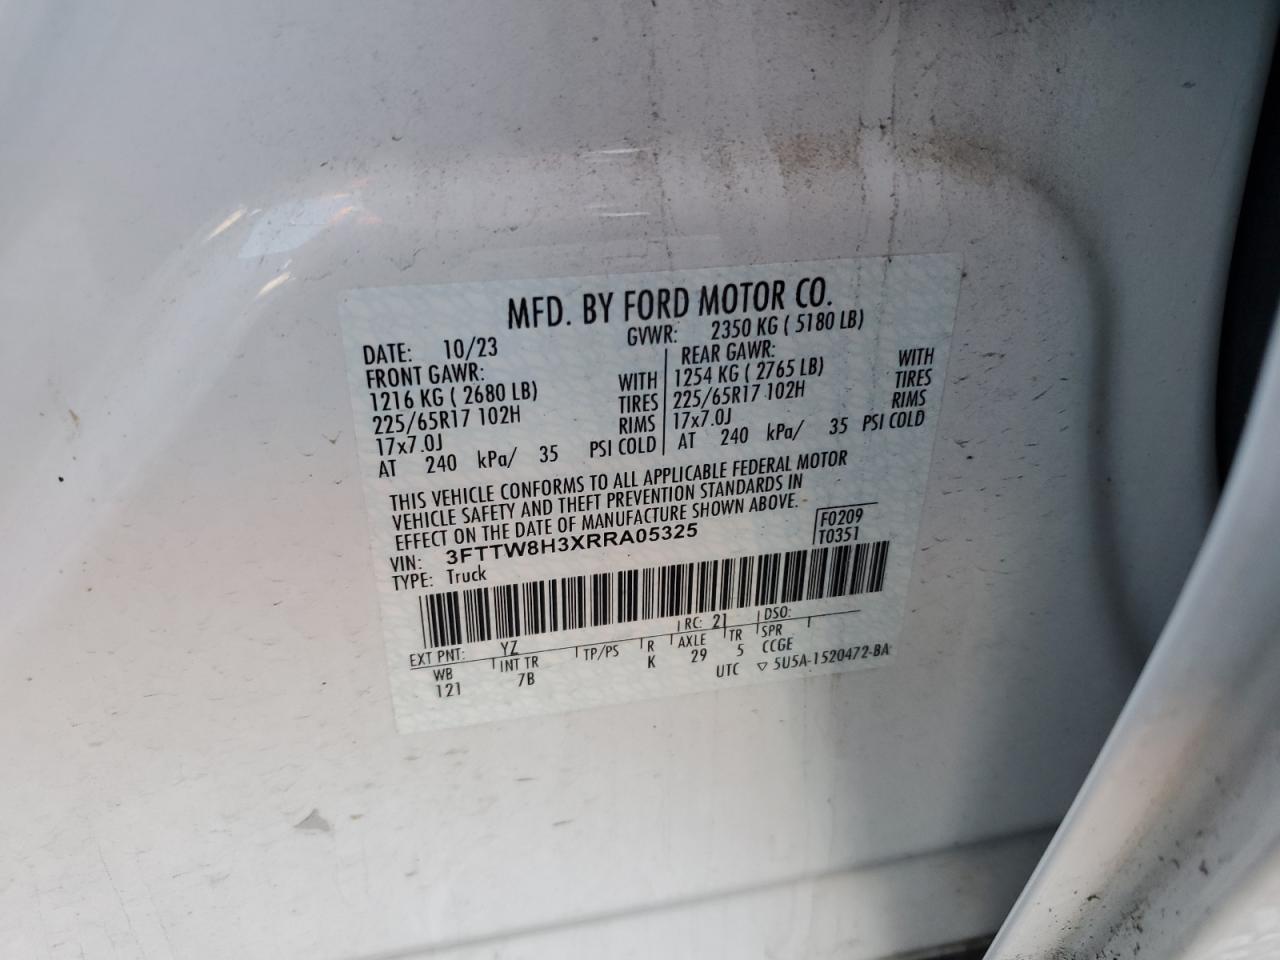 MFD. BY FORD MOTOR CO.
DATE: 10/23 GVWR: 2350 KG ( 5180 LB)
FRONT GAWR:
1216 KG ( 2680 LB) WITH
225/65R17 102H TIRES
17x7.0J RIMS
AT 240 kPa/ 35 PSI COLD
REAR GAWR:
1254 KG ( 2765 LB) WITH
225/65R17 102H TIRES
17x7.0J RIMS
AT 240 kPa/ 35 PSI COLD
THIS VEHICLE CONFORMS TO ALL APPLICABLE FEDERAL MOTOR
VEHICLE SAFETY AND THEFT PREVENTION STANDARDS IN
EFFECT ON THE DATE OF MANUFACTURE SHOWN ABOVE.
VIN: 3FTTW8H3XRRA05325
TYPE: Truck
F0209
T0351
EXT PNT: YZ RC: 21 DSO:
WB INT TR TP/PS R AXLE TR SPR
121 7B K 29 5 CCGE
UTC ▽ 5U5A-1520472-BA